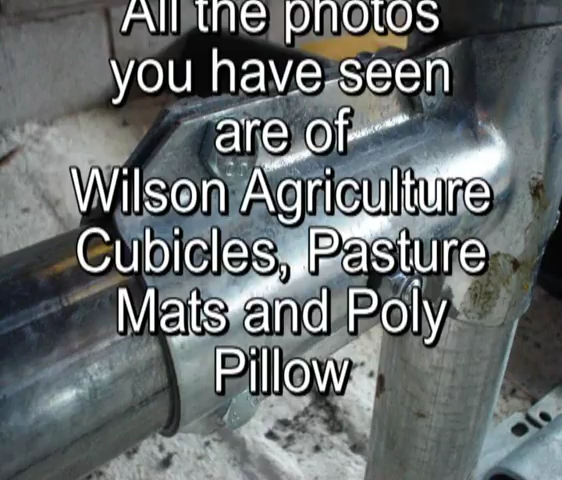 All the photos
you have seen
are of
Wilson Agriculture
Cubicles, Pasture
Mats and Poly
Pillow